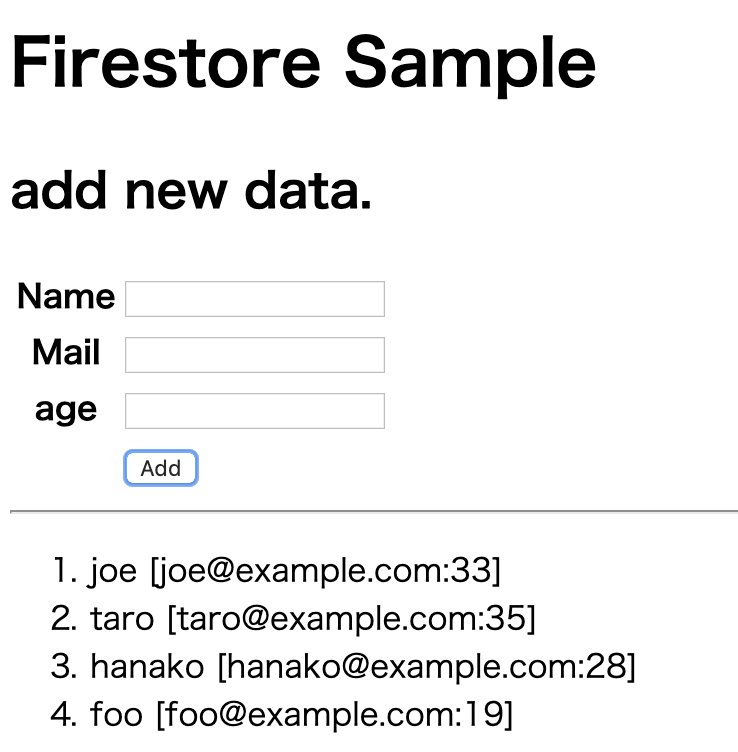 Firestore Sample
add new data.
Name
Mail
age
Add
1. joe [joe@example.com:33]
2. taro [taro@example.com:35]
3. hanako [hanako@example.com:28]
4. foo [foo@example.com:19]